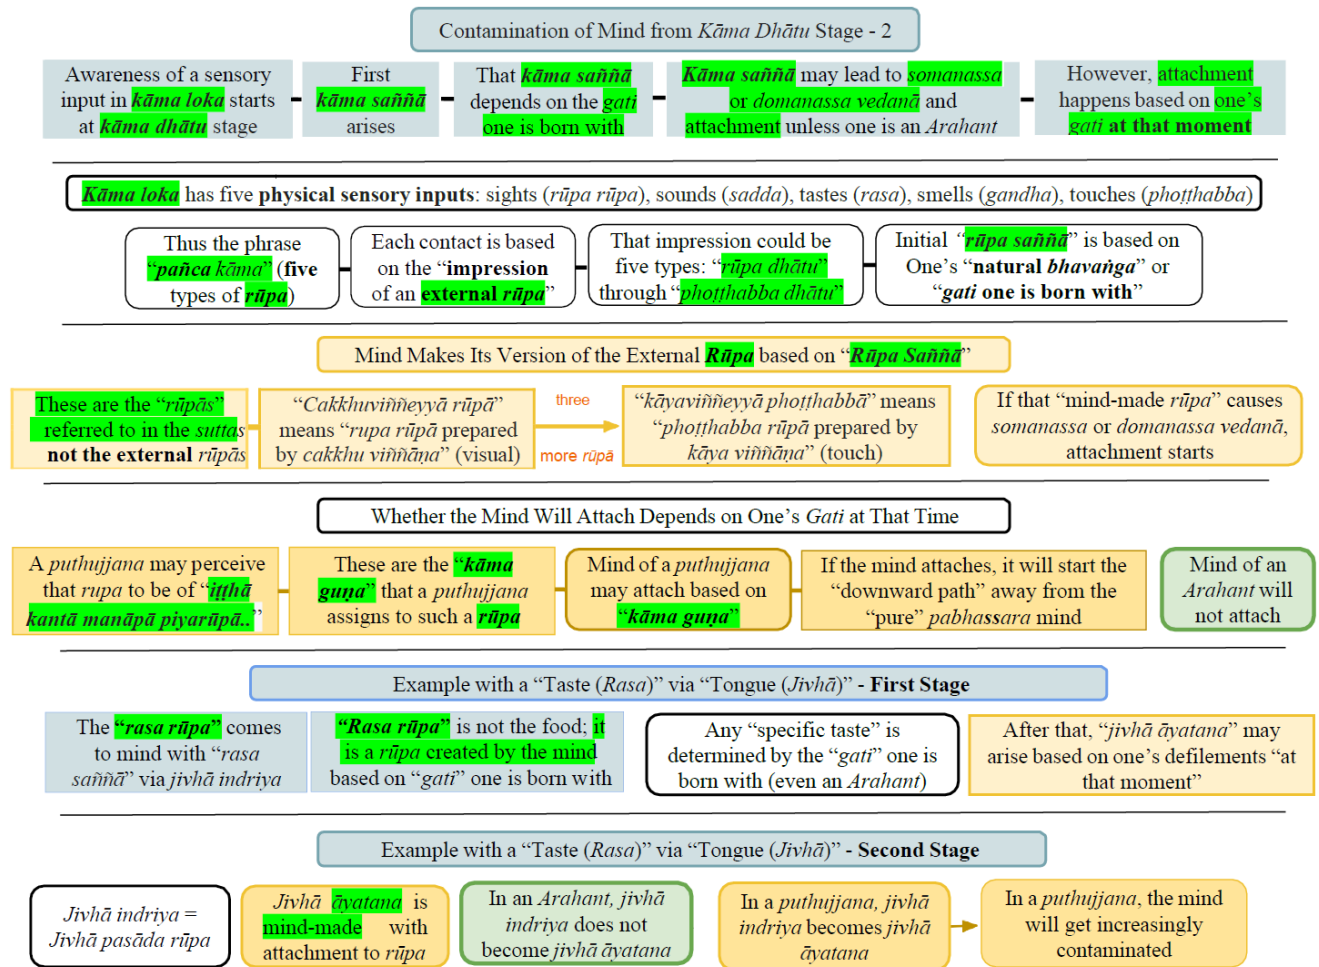 Contamination of Mind from Kāma Dhātu Stage - 2
Awareness of a sensory
input in kāma loka starts
at kāma dhātu stage
First
kāma saññā
arises
That kāma saññā
depends on the gati
one is born with
Kāma saññā may lead to somanassa
or domanassa vedanā and
attachment unless one is an Arahant
However, attachment
happens based on one's
gati at that moment
Kāma loka has five physical sensory inputs: sights (rūpa rūpa), sounds (sadda), tastes (rasa), smells (gandha), touches (phoṭṭhabba)
Thus the phrase
“pañca kāma” (five
types of rūpa)
Each contact is based
on the “impression
of an external rūpa”
That impression could be
five types: “rūpa dhātu”
through “phoṭṭhabba dhātu”
Initial “rūpa saññā” is based on
One's “natural bhavaṅga” or
“gati one is born with”
Mind Makes Its Version of the External Rūpa based on “Rūpa Saññā”
These are the “rūpās”
referred to in the suttas
not the external rūpās
“Cakkhuviññeyyā rūpā”
means “rupa rūpā prepared
by cakkhu viññāṇa” (visual)
three
more rūpā
“kāyaviññeyyā phoṭṭhabbā” means
“phoṭṭhabba rūpā prepared by
kāya viññāṇa” (touch)
If that “mind-made rūpa” causes
somanassa or domanassa vedanā,
attachment starts
Whether the Mind Will Attach Depends on One's Gati at That Time
A puthujjana may perceive
that rupa to be of “iṭṭhā
kantā manāpā piyarūpā..”
These are the “kāma
guṇa” that a puthujjana
assigns to such a rūpa
Mind of a puthujjana
may attach based on
“kāma guṇa”
If the mind attaches, it will start the
“downward path” away from the
“pure” pabhassara mind
Mind of an
Arahant will
not attach
Example with a “Taste (Rasa)” via “Tongue (Jivhā)” - First Stage
The “rasa rūpa” comes
to mind with “rasa
saññā” via jivhā indriya
“Rasa rūpa” is not the food; it
is a rūpa created by the mind
based on “gati” one is born with
Any “specific taste” is
determined by the “gati” one is
born with (even an Arahant)
After that, “jivhā āyatana” may
arise based on one's defilements “at
that moment”
Example with a “Taste (Rasa)” via “Tongue (Jivhā)” - Second Stage
Jivhā indriya =
Jivhā pasāda rūpa
Jivhā āyatana is
mind-made with
attachment to rūpa
In an Arahant, jivhā
indriya does not
become jivhā āyatana
In a puthujjana, jivhā
indriya becomes jivhā
āyatana
In a puthujjana, the mind
will get increasingly
contaminated